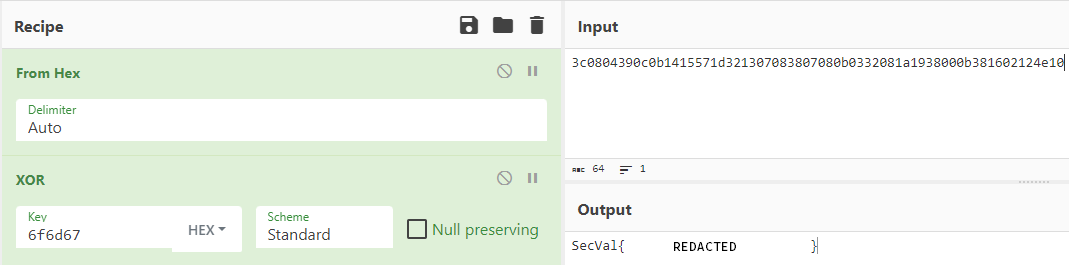 Recipe
From Hex
Delimiter
Auto
XOR
Key
6f6d67
HEX
Scheme
Standard
Null preserving
Input
3c0804390c0b1415571d321307083807080b0332081a1938000b381602124e10
ABC 64 1
Output
SecVal{ REDACTED }